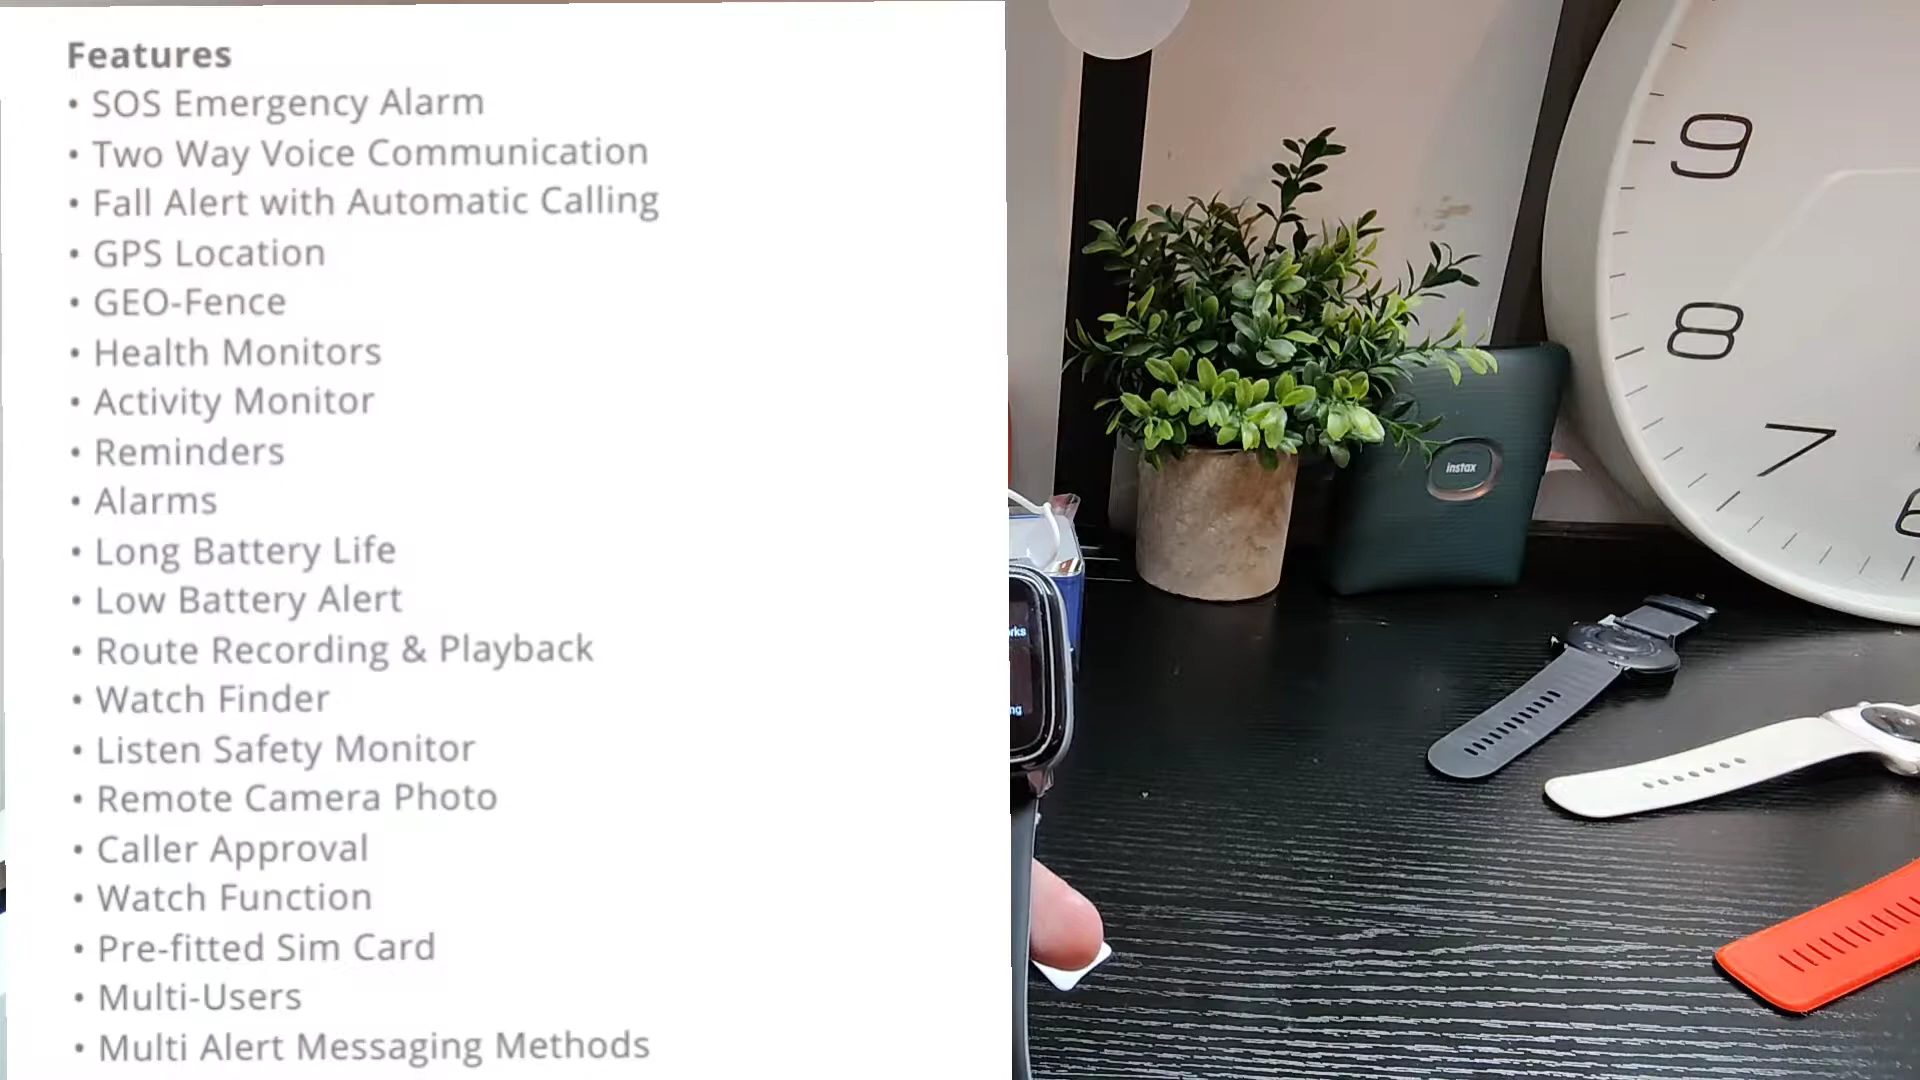 Features
• SOS Emergency Alarm
• Two Way Voice Communication
• Fall Alert with Automatic Calling
• GPS Location
• GEO-Fence
• Health Monitors
• Activity Monitor
• Reminders
• Alarms
• Long Battery Life
• Low Battery Alert
• Route Recording & Playback
• Watch Finder
• Listen Safety Monitor
• Remote Camera Photo
• Caller Approval
• Watch Function
• Pre-fitted Sim Card
• Multi-Users
• Multi Alert Messaging Methods
9
8
7
6
instax